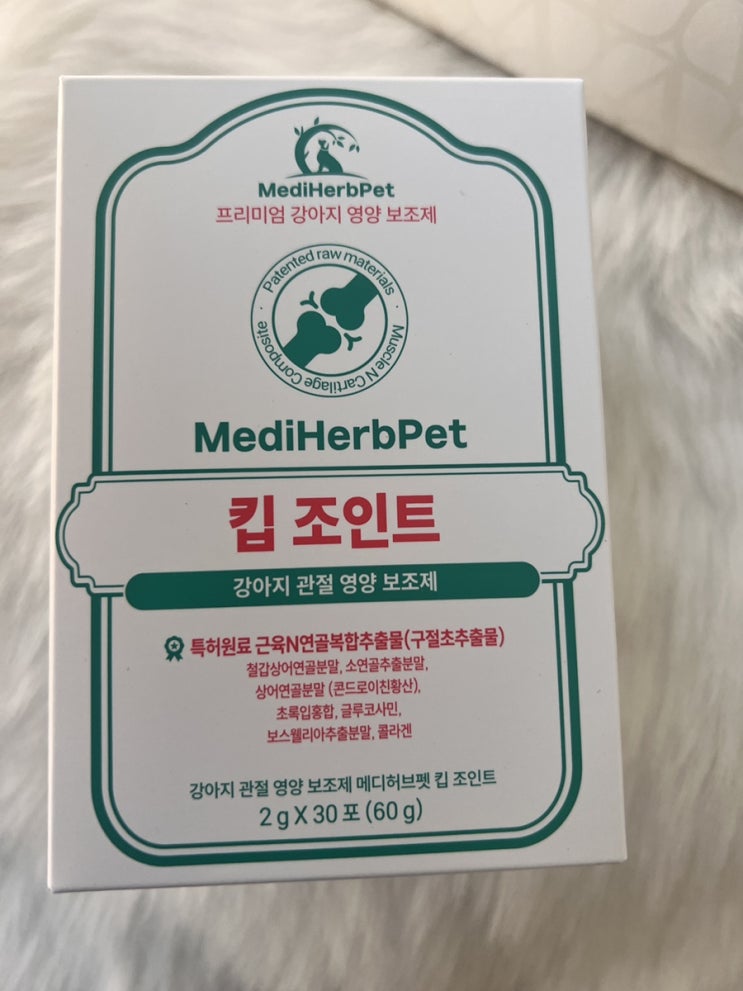 MediHerbPet
프리미엄 강아지 영양 보조제
Patented raw materials · Muscle N Cartilage Composite ·
MediHerbPet
킵 조인트
강아지 관절 영양 보조제
특허원료 근육N연골복합추출물(구절초추출물)
철갑상어연골분말, 소연골추출분말,
상어연골분말 (콘드로이친황산),
초록입홍합, 글루코사민,
보스웰리아추출분말, 콜라겐
강아지 관절 영양 보조제 메디허브펫 킵 조인트
2 g X 30 포 (60 g)